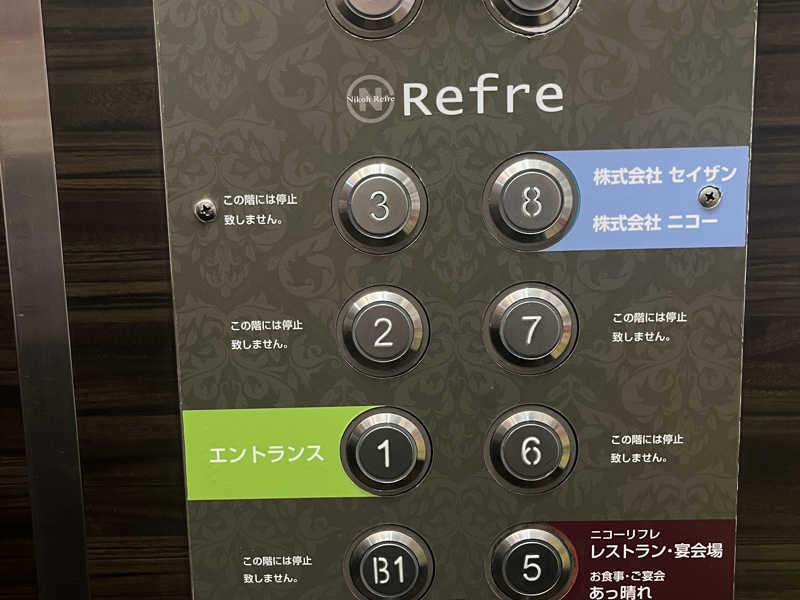 N
Nikoh Refre
Refre
この階には停止
致しません。
3
8
株式会社 セイザン
株式会社 ニコー
この階には停止
致しません。
2
7
この階には停止
致しません。
エントランス
1
6
この階には停止
致しません。
この階には停止
致しません。
B1
5
ニコーリフレ
レストラン・宴会場
お食事・ご宴会
あっ晴れ